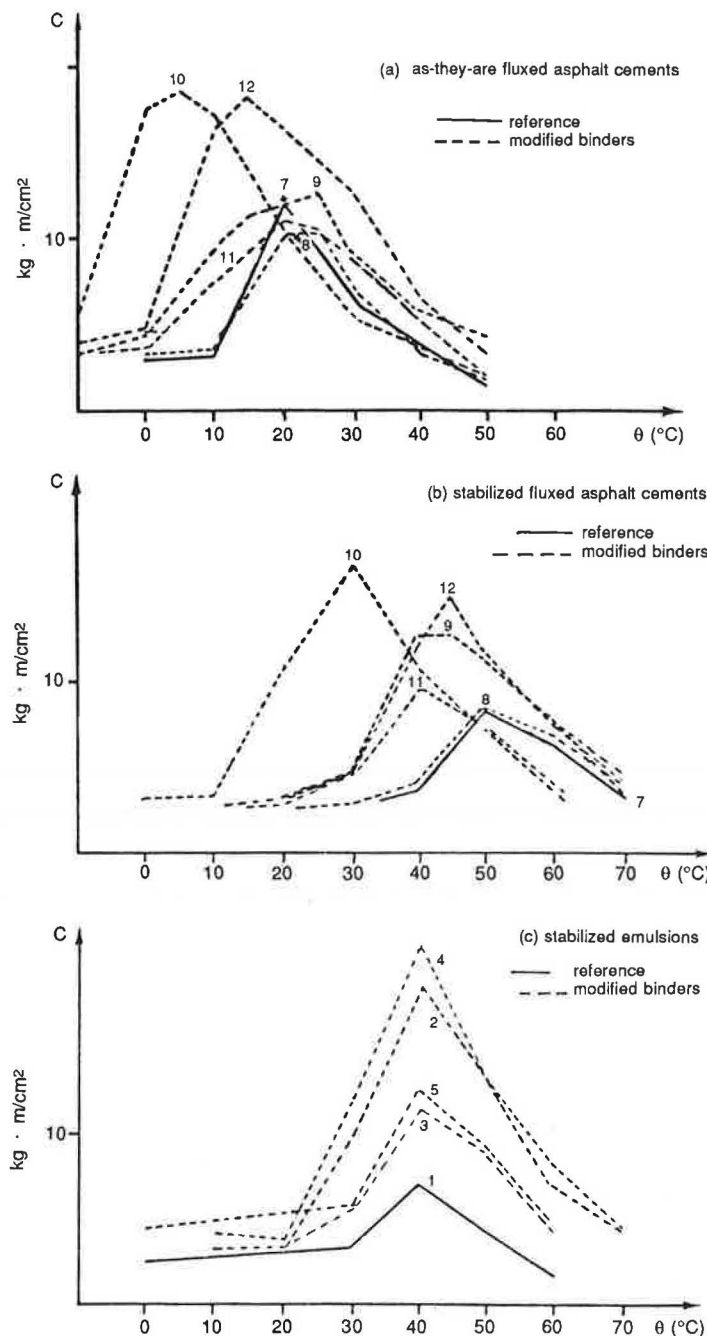 C
(a) as-they-are fluxed asphalt cements
reference
modified binders
10
12
7
9
8
11
10
kg · m/cm2
0 10 20 30 40 50 60 θ (°C)
C
(b) stabilized fluxed asphalt cements
reference
modified binders
10
12
9
11
8
7
10
kg · m/cm2
0 10 20 30 40 50 60 70 θ (°C)
C
(c) stabilized emulsions
reference
modified binders
4
2
5
3
1
10
kg · m/cm2
0 10 20 30 40 50 60 70 θ (°C)